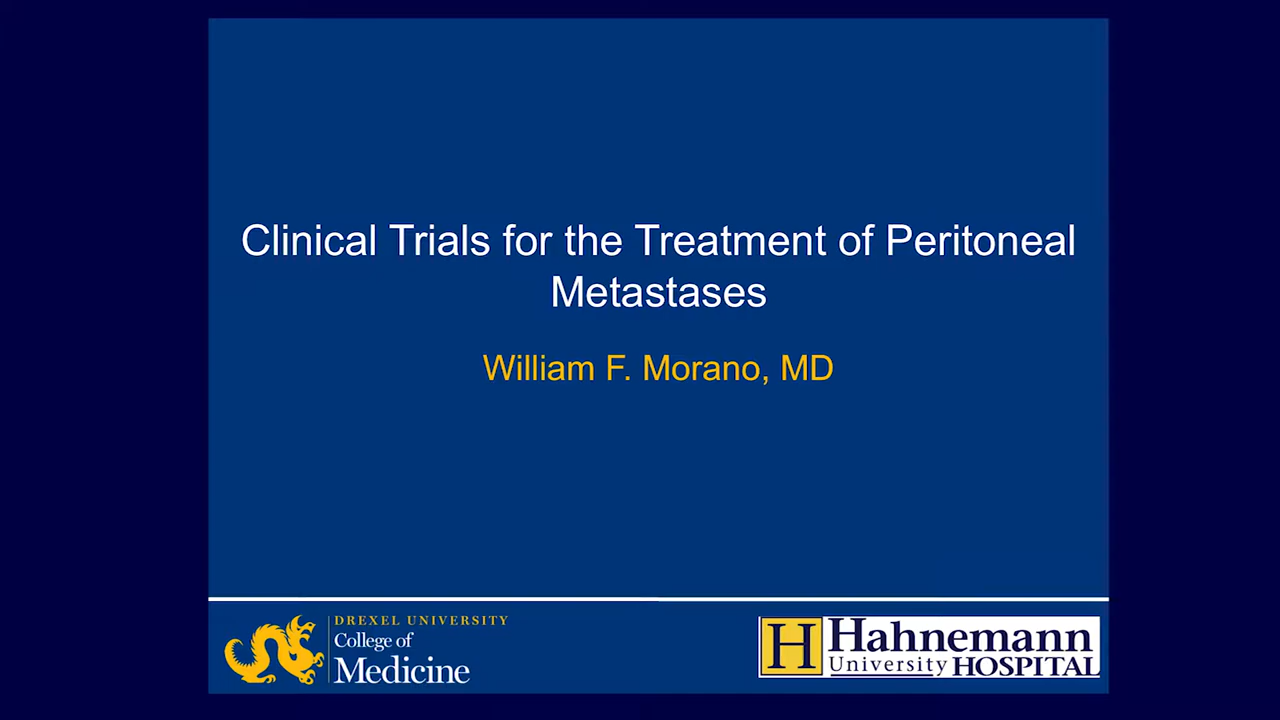 Clinical Trials for the Treatment of Peritoneal
Metastases
William F. Morano, MD
DREXEL UNIVERSITY
College of
Medicine
H Hahnemann
University HOSPITAL